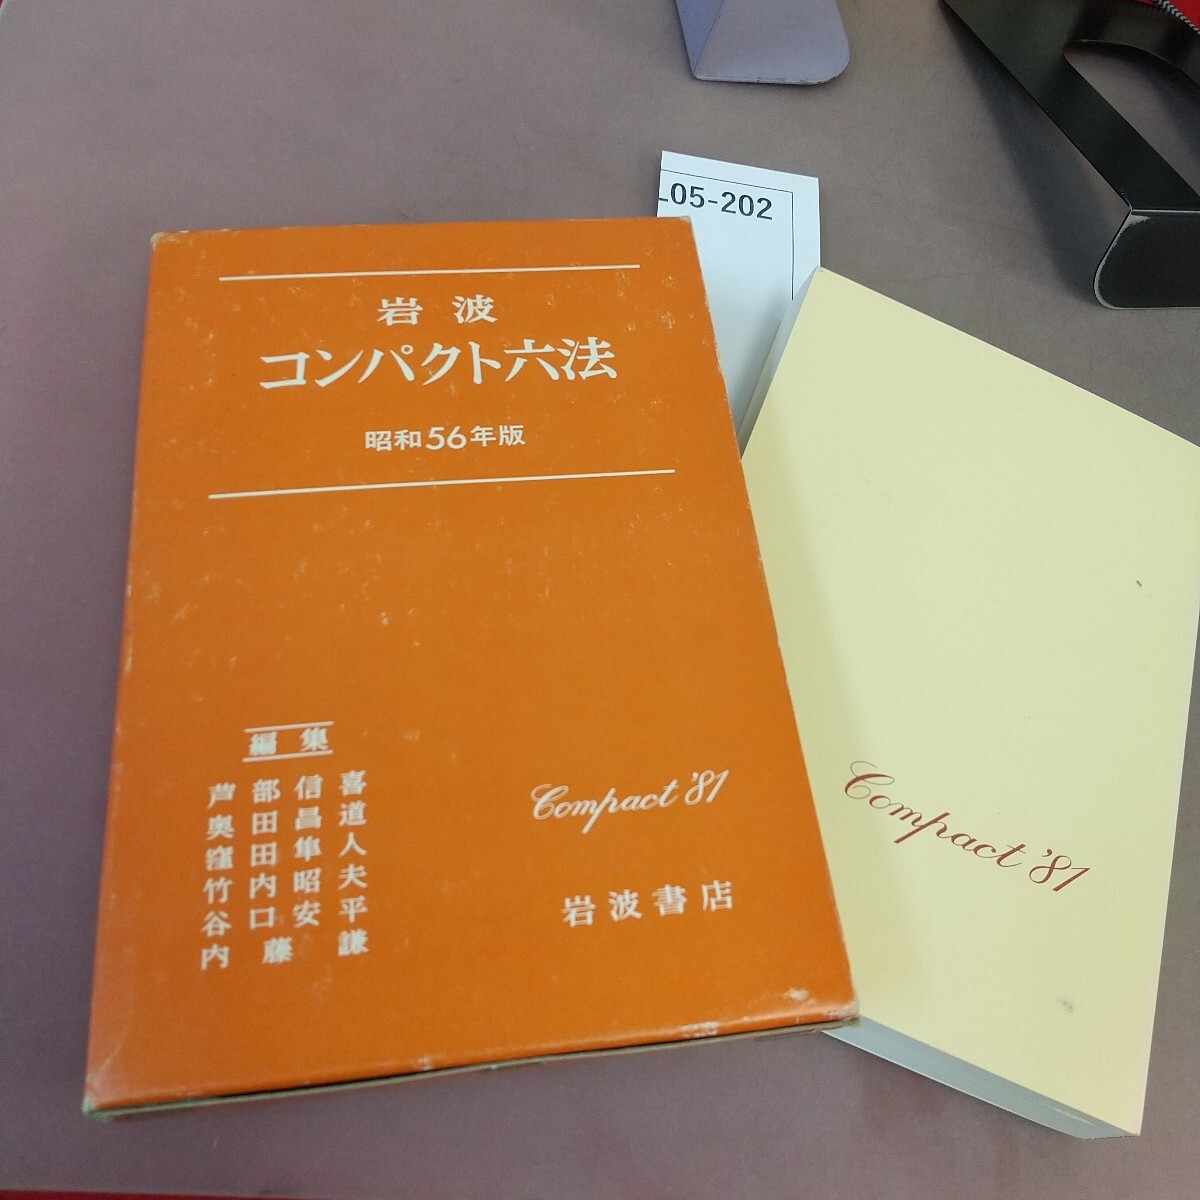 L05-202
岩波
コンパクト六法
昭和56年版
編集
芦部信喜
奥田昌道
窪田隼人
竹内昭夫
谷口安平
内藤謙
Compact '81
岩波書店
Compact '81